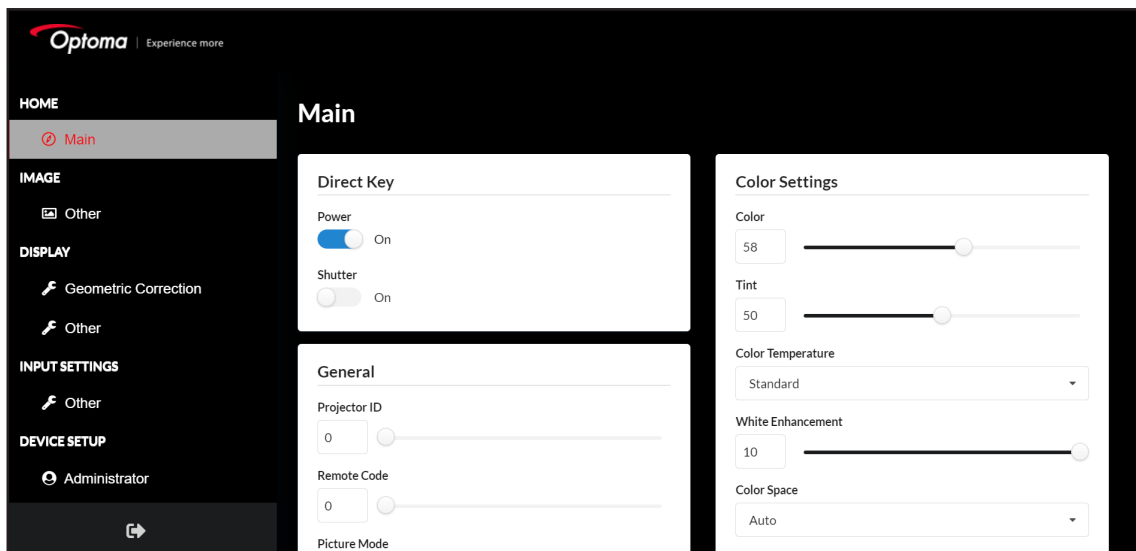 Optoma | Experience more
HOME
Main
IMAGE
Other
DISPLAY
Geometric Correction
Other
INPUT SETTINGS
Other
DEVICE SETUP
Administrator
Main
Direct Key
Power
On
Shutter
On
General
Projector ID
0
Remote Code
0
Picture Mode
Color Settings
Color
58
Tint
50
Color Temperature
Standard
White Enhancement
10
Color Space
Auto